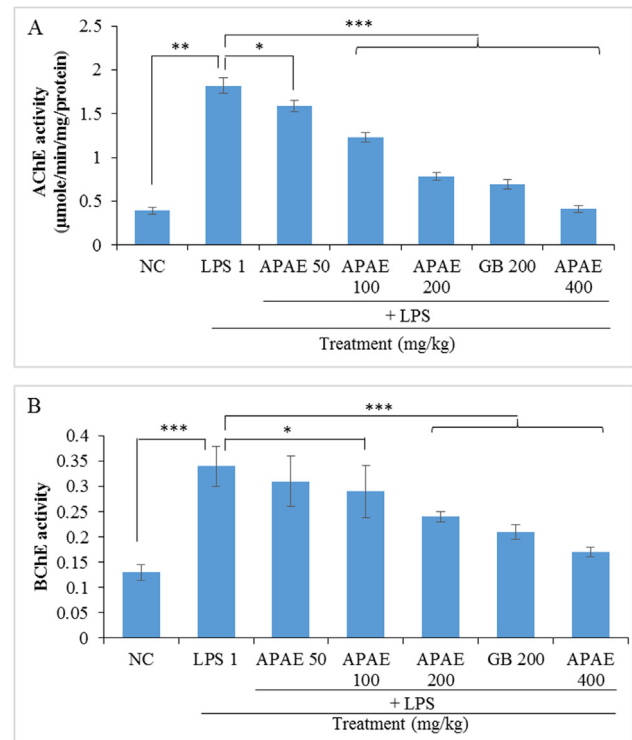 A
***
** *
2
1.5
1
0.5
0
AChE activity
(µmole/min/mg/protein)
NC LPS 1 APAE 50 APAE APAE GB 200 APAE
100 200 400
+ LPS
Treatment (mg/kg)
B
***
*** *
0.4
0.35
0.3
0.25
0.2
0.15
0.1
0.05
0
BChE activity
NC LPS 1 APAE 50 APAE APAE GB 200 APAE
100 200 400
+ LPS
Treatment (mg/kg)